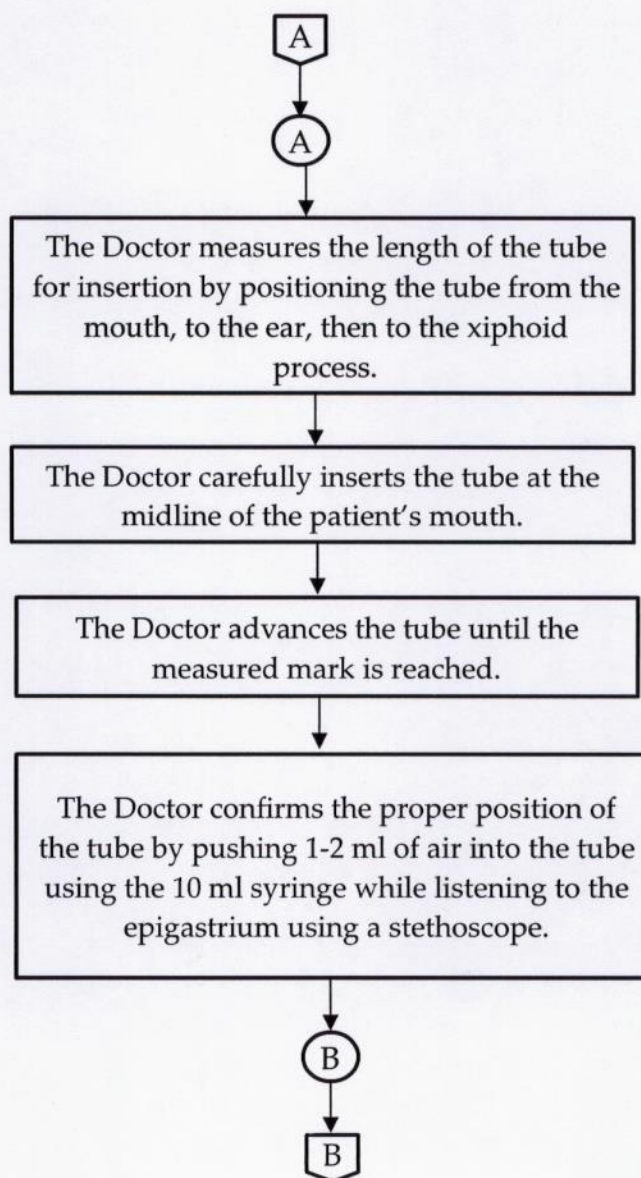 A
A
The Doctor measures the length of the tube
for insertion by positioning the tube from the
mouth, to the ear, then to the xiphoid
process.
The Doctor carefully inserts the tube at the
midline of the patient's mouth.
The Doctor advances the tube until the
measured mark is reached.
The Doctor confirms the proper position of
the tube by pushing 1-2 ml of air into the tube
using the 10 ml syringe while listening to the
epigastrium using a stethoscope.
B
B